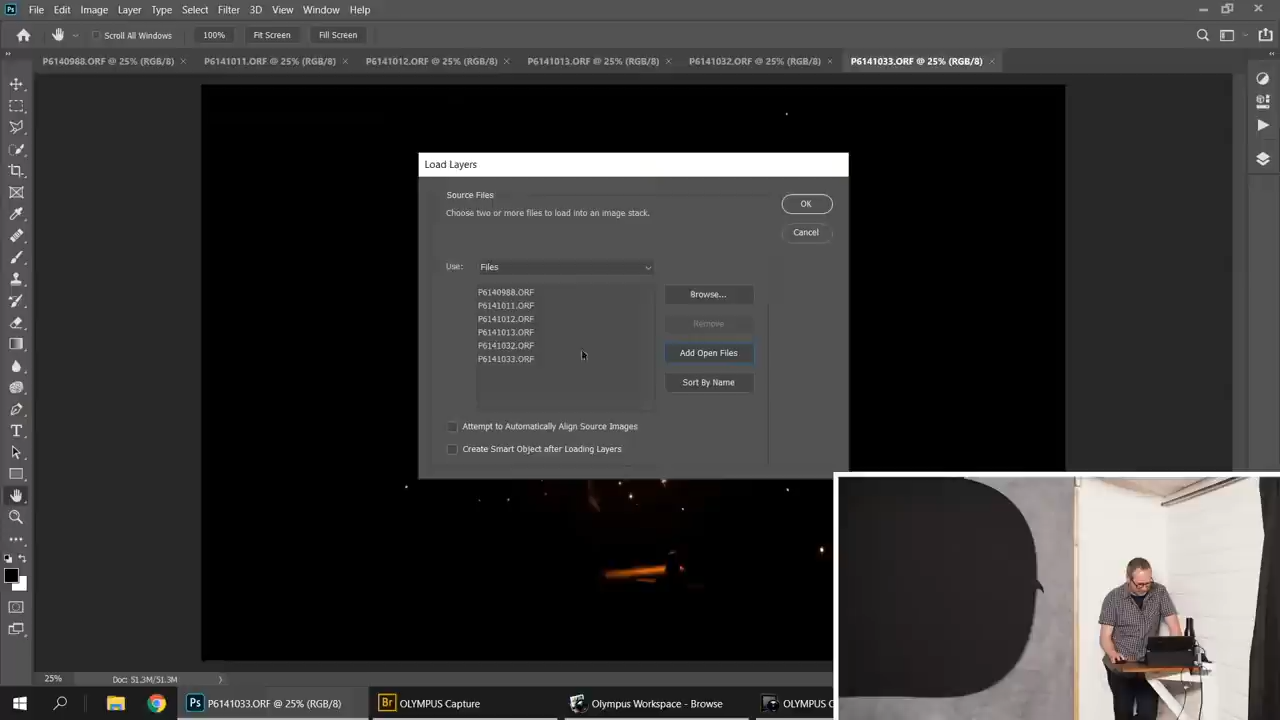 Ps File Edit Image Layer Type Select Filter 3D View Window Help
Scroll All Windows 100% Fit Screen Fill Screen
P6140988.ORF @ 25% (RGB/8) × P6141011.ORF @ 25% (RGB/8) × P6141012.ORF @ 25% (RGB/8) × P6141013.ORF @ 25% (RGB/8) × P6141032.ORF @ 25% (RGB/8) × P6141033.ORF @ 25% (RGB/8) ×
Load Layers
Source Files
Choose two or more files to load into an image stack.
OK
Cancel
Use: Files
P6140988.ORF
P6141011.ORF
P6141012.ORF
P6141013.ORF
P6141032.ORF
P6141033.ORF
Browse...
Remove
Add Open Files
Sort By Name
Attempt to Automatically Align Source Images
Create Smart Object after Loading Layers
T
25% Doc: 51.3M/51.3M
Ps P6141033.ORF @ 25% (RGB/8) Br OLYMPUS Capture Olympus Workspace - Browse OLYMPUS C